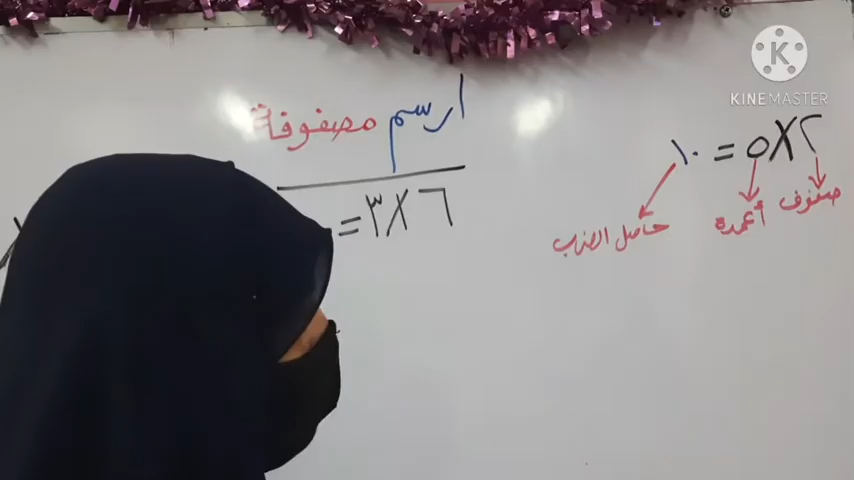 ارسم مصفوفة
٦ X ٣ =
٢ X ٥ = ١٠
صفوف أعمدة حاصل الضرب
KINEMASTER